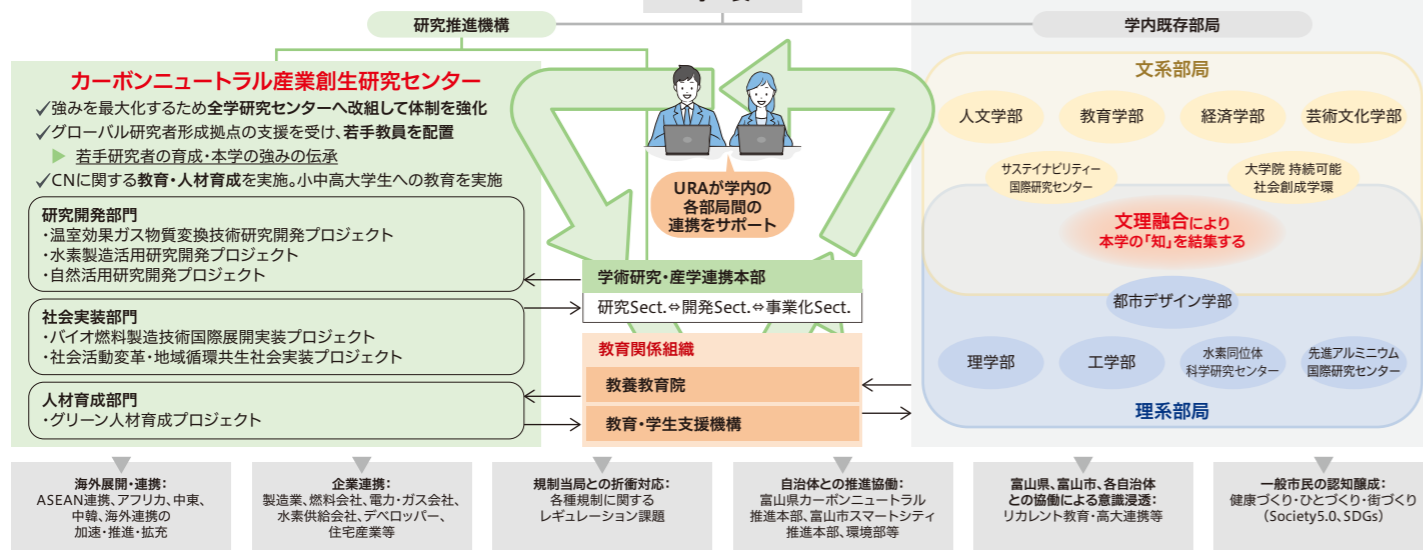 研究推進機構
学内既存部局
カーボンニュートラル産業創生研究センター
✓強みを最大化するため全学研究センターへ改組して体制を強化
✓グローバル研究者形成拠点の支援を受け、若手教員を配置
▶ 若手研究者の育成・本学の強みの伝承
✓CNに関する教育・人材育成を実施。小中高大学生への教育を実施
研究開発部門
・温室効果ガス物質変換技術研究開発プロジェクト
・水素製造活用研究開発プロジェクト
・自然活用研究開発プロジェクト
社会実装部門
・バイオ燃料製造技術国際展開実装プロジェクト
・社会活動変革・地域循環共生社会実装プロジェクト
人材育成部門
・グリーン人材育成プロジェクト
URAが学内の
各部局間の
連携をサポート
学術研究・産学連携本部
研究Sect.⇔開発Sect.⇔事業化Sect.
教育関係組織
教養教育院
教育・学生支援機構
文系部局
人文学部
教育学部
経済学部
芸術文化学部
サステイナビリティー
国際研究センター
大学院 持続可能
社会創成学環
文理融合により
本学の「知」を結集する
都市デザイン学部
理学部
工学部
水素同位体
科学研究センター
先進アルミニウム
国際研究センター
理系部局
海外展開・連携：
ASEAN連携、アフリカ、中東、
中韓、海外連携の
加速・推進・拡充
企業連携：
製造業、燃料会社、電力・ガス会社、
水素供給会社、デベロッパー、
住宅産業等
規制当局との折衝対応：
各種規制に関する
レギュレーション課題
自治体との推進協働：
富山県カーボンニュートラル
推進本部、富山市スマートシティ
推進本部、環境部等
富山県、富山市、各自治体
との協働による意識浸透：
リカレント教育・高大連携等
一般市民の認知醸成：
健康づくり・ひとづくり・街づくり
（Society5.0、SDGs）